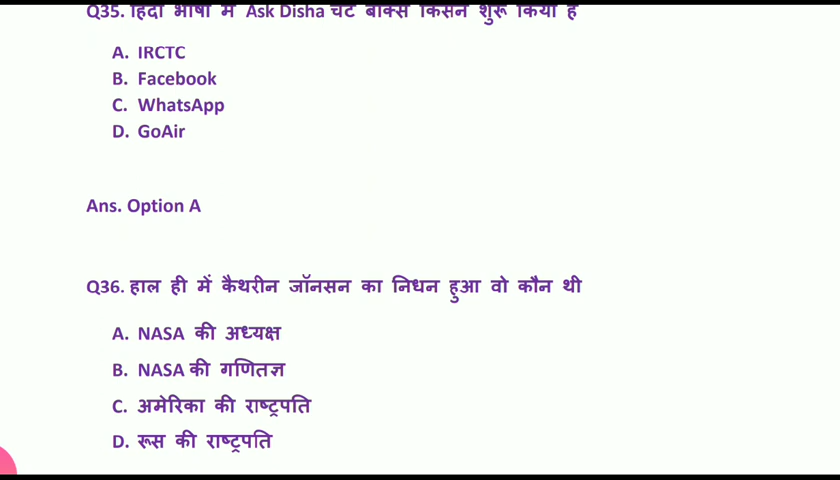 Q35. हिंदी भाषा में Ask Disha चैट बॉक्स किसने शुरू किया है
A. IRCTC
B. Facebook
C. WhatsApp
D. GoAir
Ans. Option A
Q36. हाल ही में कैथरीन जॉनसन का निधन हुआ वो कौन थी
A. NASA की अध्यक्ष
B. NASA की गणितज्ञ
C. अमेरिका की राष्ट्रपति
D. रूस की राष्ट्रपति